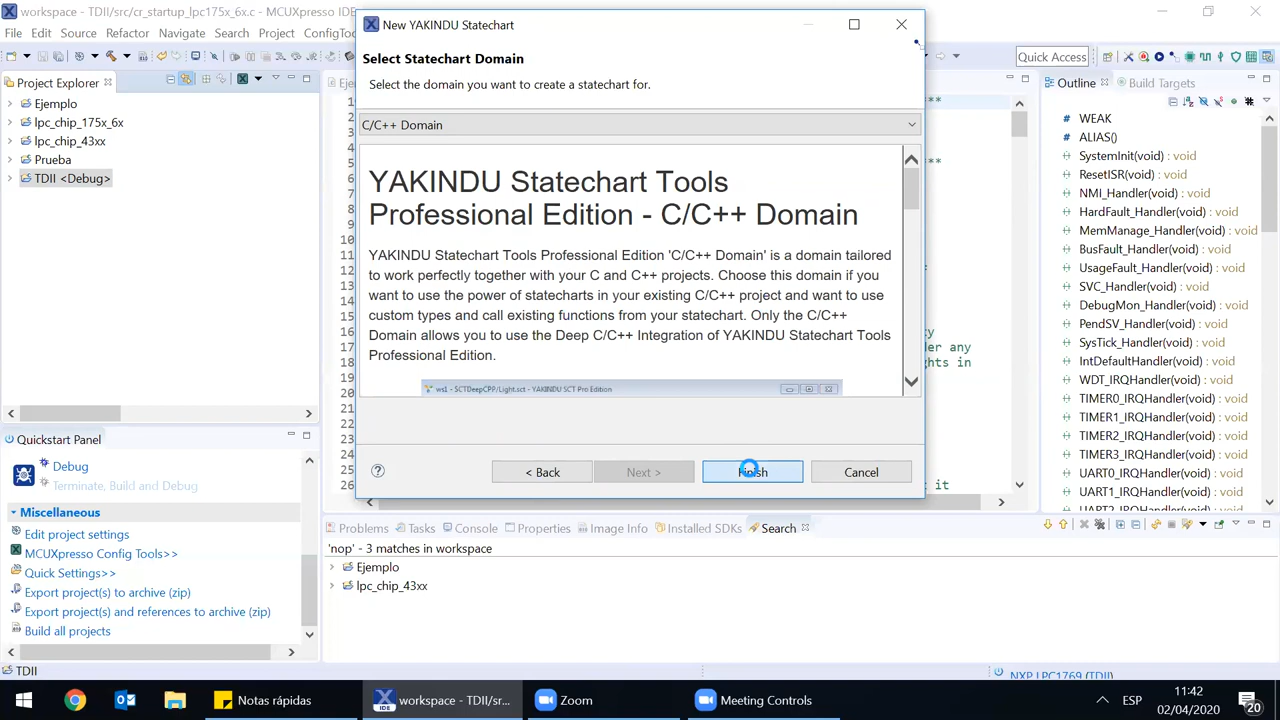 workspace - TDII/src/cr_startup_lpc175x_6x.c - MCUXpresso IDE
New YAKINDU Statechart
File Edit Source Refactor Navigate Search Project ConfigToo
Select Statechart Domain
Select the domain you want to create a statechart for.
Quick Access
Project Explorer
Outline
Build Targets
Ejemplo
lpc_chip_175x_6x
lpc_chip_43xx
Prueba
TDII <Debug>
C/C++ Domain
YAKINDU Statechart Tools
Professional Edition - C/C++ Domain
YAKINDU Statechart Tools Professional Edition 'C/C++ Domain' is a domain tailored
to work perfectly together with your C and C++ projects. Choose this domain if you
want to use the power of statecharts in your existing C/C++ project and want to use
custom types and call existing functions from your statechart. Only the C/C++
Domain allows you to use the Deep C/C++ Integration of YAKINDU Statechart Tools
Professional Edition.
ws1 - SCTDeepCPP/Light.sct - YAKINDU SCT Pro Edition
< Back
Next >
Finish
Cancel
WEAK
ALIAS()
SystemInit(void) : void
ResetISR(void) : void
NMI_Handler(void) : void
HardFault_Handler(void) : void
MemManage_Handler(void) : void
BusFault_Handler(void) : void
UsageFault_Handler(void) : void
SVC_Handler(void) : void
DebugMon_Handler(void) : void
PendSV_Handler(void) : void
SysTick_Handler(void) : void
IntDefaultHandler(void) : void
WDT_IRQHandler(void) : void
TIMER0_IRQHandler(void) : void
TIMER1_IRQHandler(void) : void
TIMER2_IRQHandler(void) : void
TIMER3_IRQHandler(void) : void
UART0_IRQHandler(void) : void
UART1_IRQHandler(void) : void
Quickstart Panel
Debug
Terminate, Build and Debug
Miscellaneous
Edit project settings
MCUXpresso Config Tools>>
Quick Settings>>
Export project(s) to archive (zip)
Export project(s) and references to archive (zip)
Build all projects
Problems
Tasks
Console
Properties
Image Info
Installed SDKs
Search
'nop' - 3 matches in workspace
Ejemplo
lpc_chip_43xx
TDII
NXP LPC1769 (TDII)
Notas rápidas
workspace - TDII/sr...
Zoom
Meeting Controls
ESP
11:42
02/04/2020
20